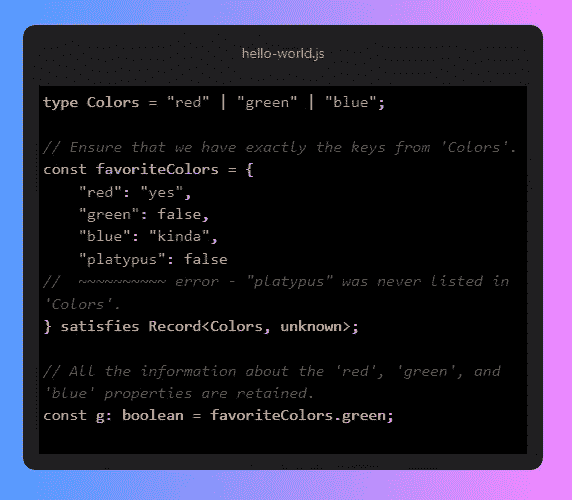 hello-world.js
type Colors = "red" | "green" | "blue";
// Ensure that we have exactly the keys from 'Colors'.
const favoriteColors = {
    "red": "yes",
    "green": false,
    "blue": "kinda",
    "platypus": false
//  ~~~~~~~~~~ error - "platypus" was never listed in
'Colors'.
} satisfies Record<Colors, unknown>;
// All the information about the 'red', 'green', and
'blue' properties are retained.
const g: boolean = favoriteColors.green;